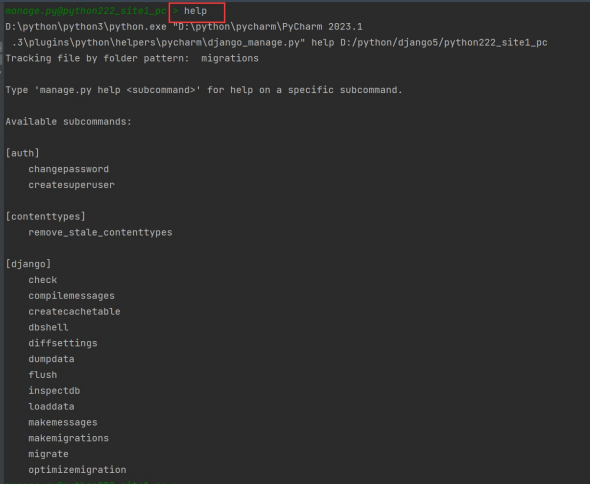 manage.py@python222_site1_pc > help
D:\python\python3\python.exe "D:\python\pycharm\PyCharm 2023.1
.3\plugins\python\helpers\pycharm\django_manage.py" help D:/python/django5/python222_site1_pc
Tracking file by folder pattern:  migrations
Type 'manage.py help <subcommand>' for help on a specific subcommand.
Available subcommands:
[auth]
changepassword
createsuperuser
[contenttypes]
remove_stale_contenttypes
[django]
check
compilemessages
createcachetable
dbshell
diffsettings
dumpdata
flush
inspectdb
loaddata
makemessages
makemigrations
migrate
optimizemigration